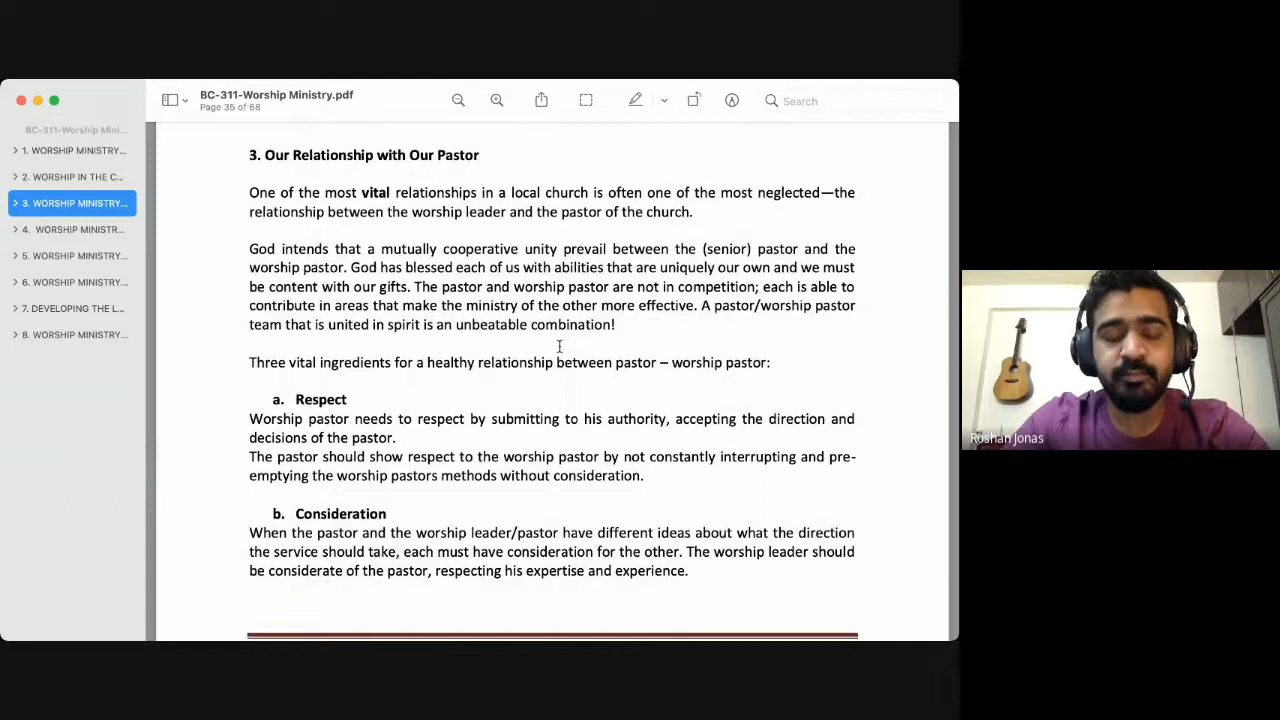 BC-311-Worship Ministry.pdf
Page 35 of 68
Search
BC-311-Worship Mini...
1. WORSHIP MINISTRY...
2. WORSHIP IN THE C...
3. WORSHIP MINISTRY...
4. WORSHIP MINISTR...
5. WORSHIP MINISTRY...
6. WORSHIP MINISTRY...
7. DEVELOPING THE L...
8. WORSHIP MINISTRY...
3. Our Relationship with Our Pastor
One of the most vital relationships in a local church is often one of the most neglected—the
relationship between the worship leader and the pastor of the church.
God intends that a mutually cooperative unity prevail between the (senior) pastor and the
worship pastor. God has blessed each of us with abilities that are uniquely our own and we must
be content with our gifts. The pastor and worship pastor are not in competition; each is able to
contribute in areas that make the ministry of the other more effective. A pastor/worship pastor
team that is united in spirit is an unbeatable combination!
Three vital ingredients for a healthy relationship between pastor – worship pastor:
a. Respect
Worship pastor needs to respect by submitting to his authority, accepting the direction and
decisions of the pastor.
The pastor should show respect to the worship pastor by not constantly interrupting and pre-
emptying the worship pastors methods without consideration.
b. Consideration
When the pastor and the worship leader/pastor have different ideas about what the direction
the service should take, each must have consideration for the other. The worship leader should
be considerate of the pastor, respecting his expertise and experience.
Roshan Jonas